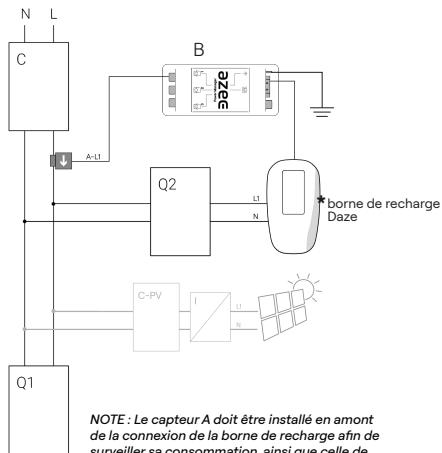 N L
C
B
daze
A-L1
Q2
L1
N
* borne de recharge
Daze
C-PV
I
L1
N
Q1
NOTE : Le capteur A doit être installé en amont
de la connexion de la borne de recharge afin de
surveiller sa consommation, ainsi que celle de